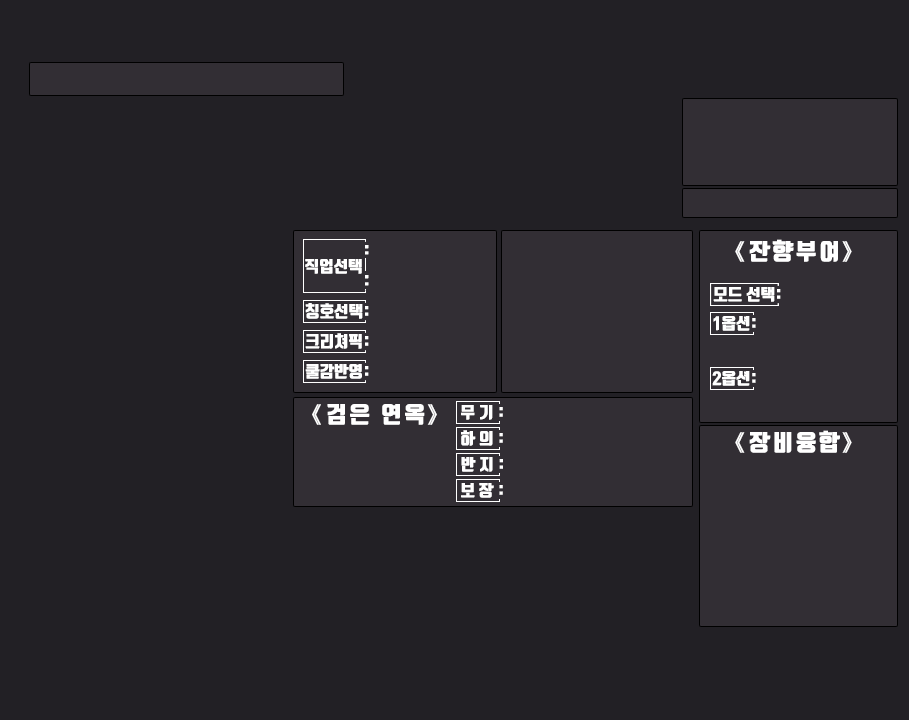 직업선택 :
:
칭호선택 :
크리쳐픽 :
쿨감반영 :
《검은 연옥》
무기 :
하의 :
반지 :
보장 :
《잔향부여》
모드 선택 :
1옵션 :
2옵션 :
《장비융합》